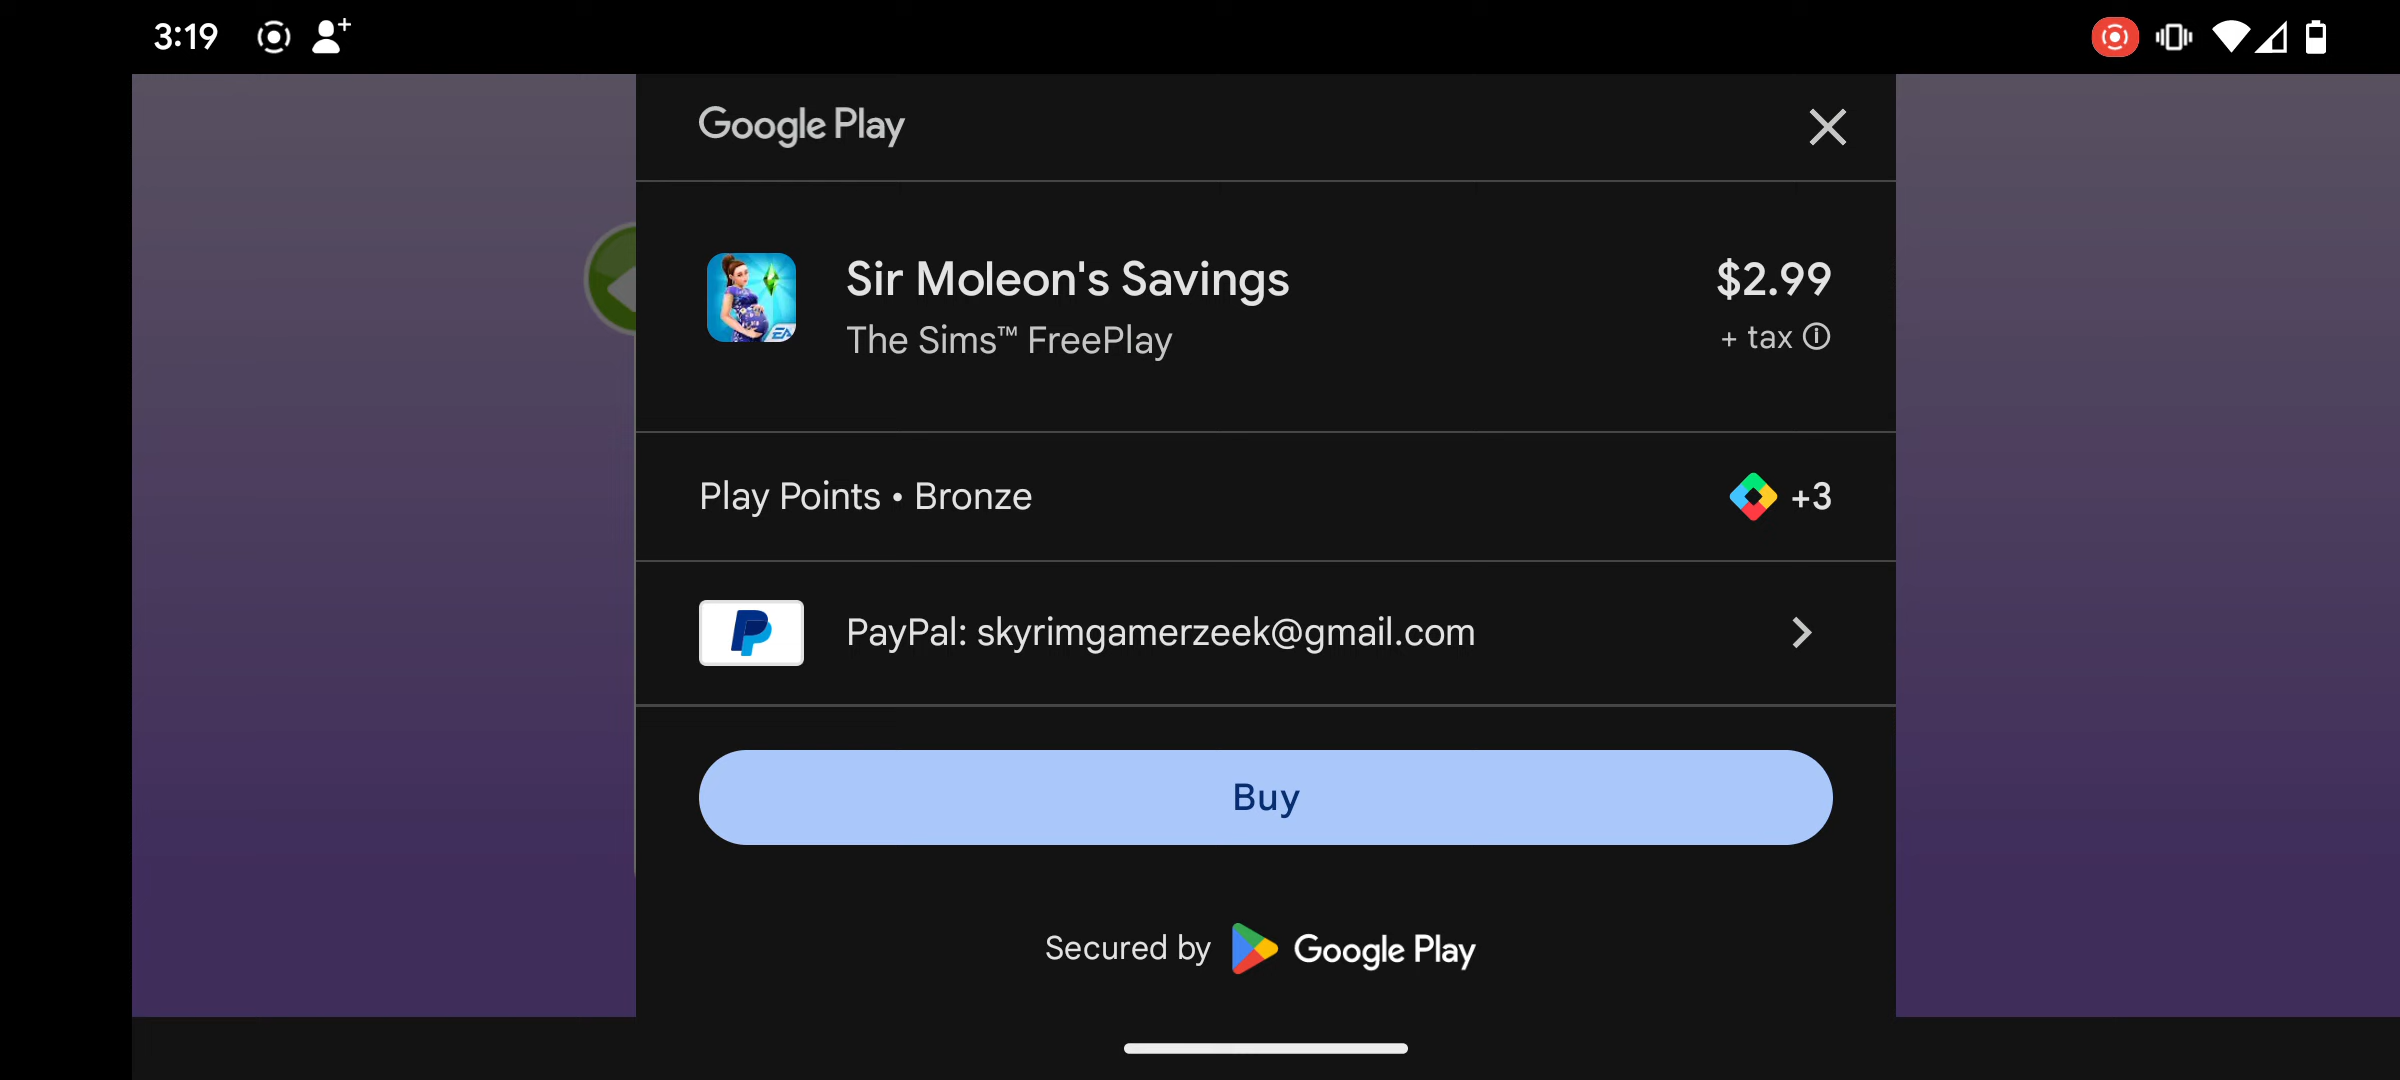 3:19
Google Play
Sir Moleon's Savings
$2.99
The Sims™ FreePlay
+ tax
EA
Play Points • Bronze
+3
PayPal: skyrimgamerzeek@gmail.com
Buy
Secured by Google Play